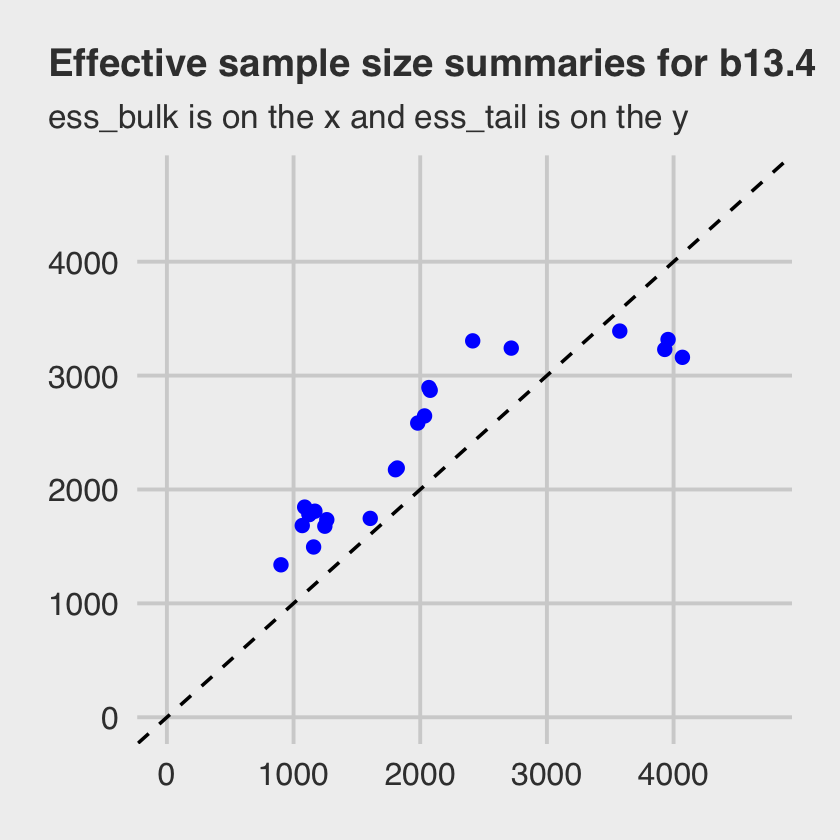 Effective sample size summaries for b13.4
ess_bulk is on the x and ess_tail is on the y
4000
3000
2000
1000
0
0 1000 2000 3000 4000